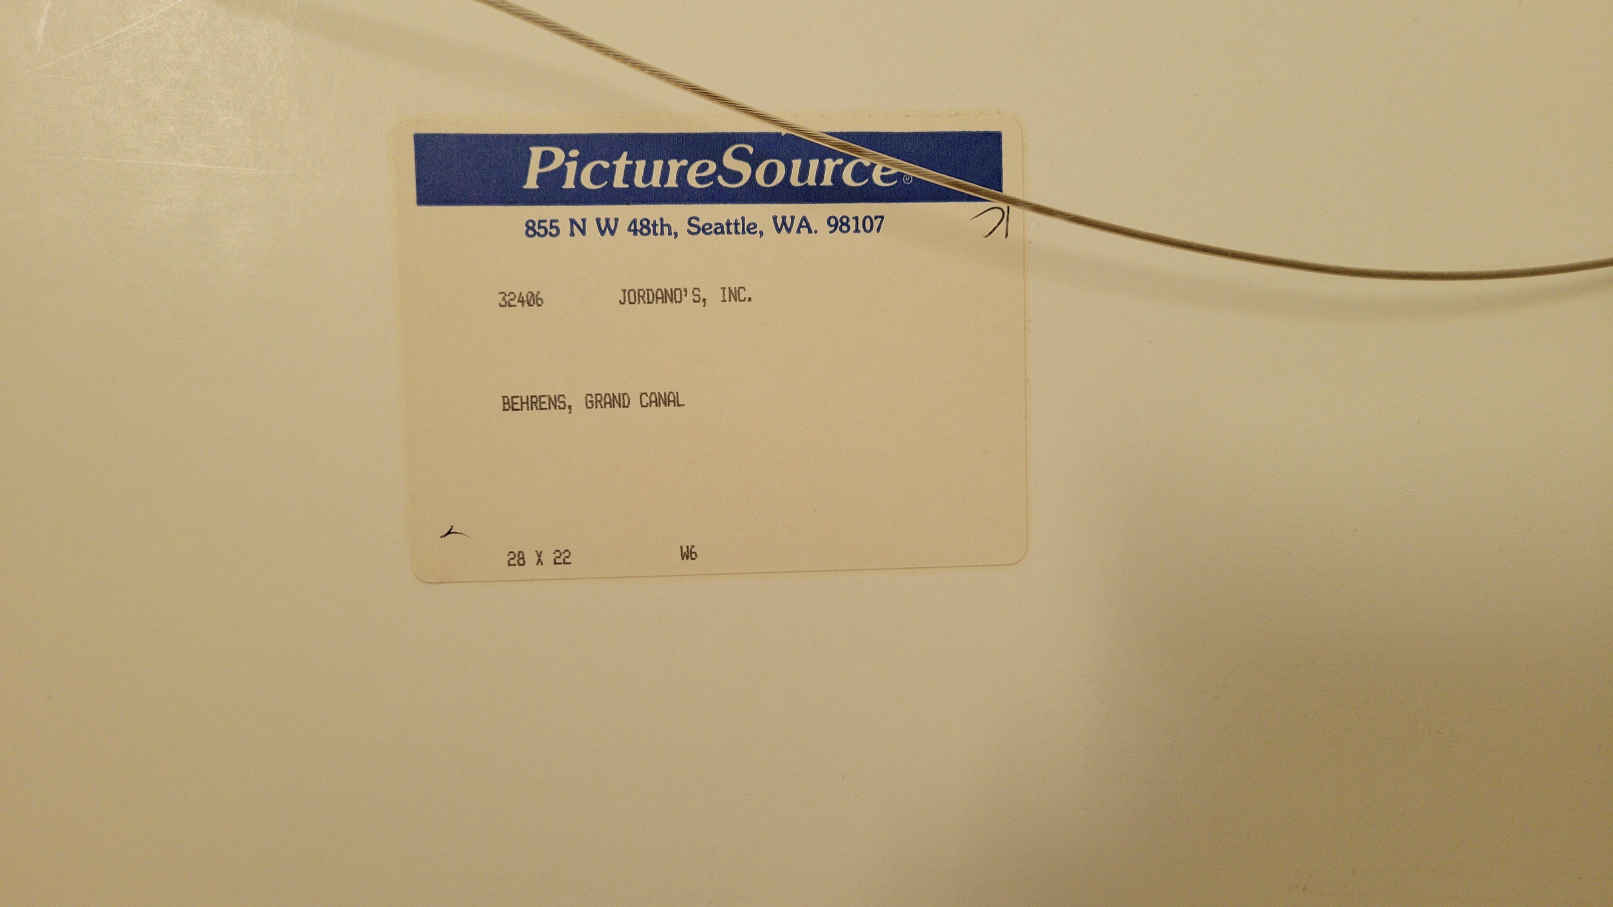 PictureSource®
855 N W 48th, Seattle, WA. 98107
32406 JORDANO'S, INC.
BEHRENS, GRAND CANAL
28 X 22 W6